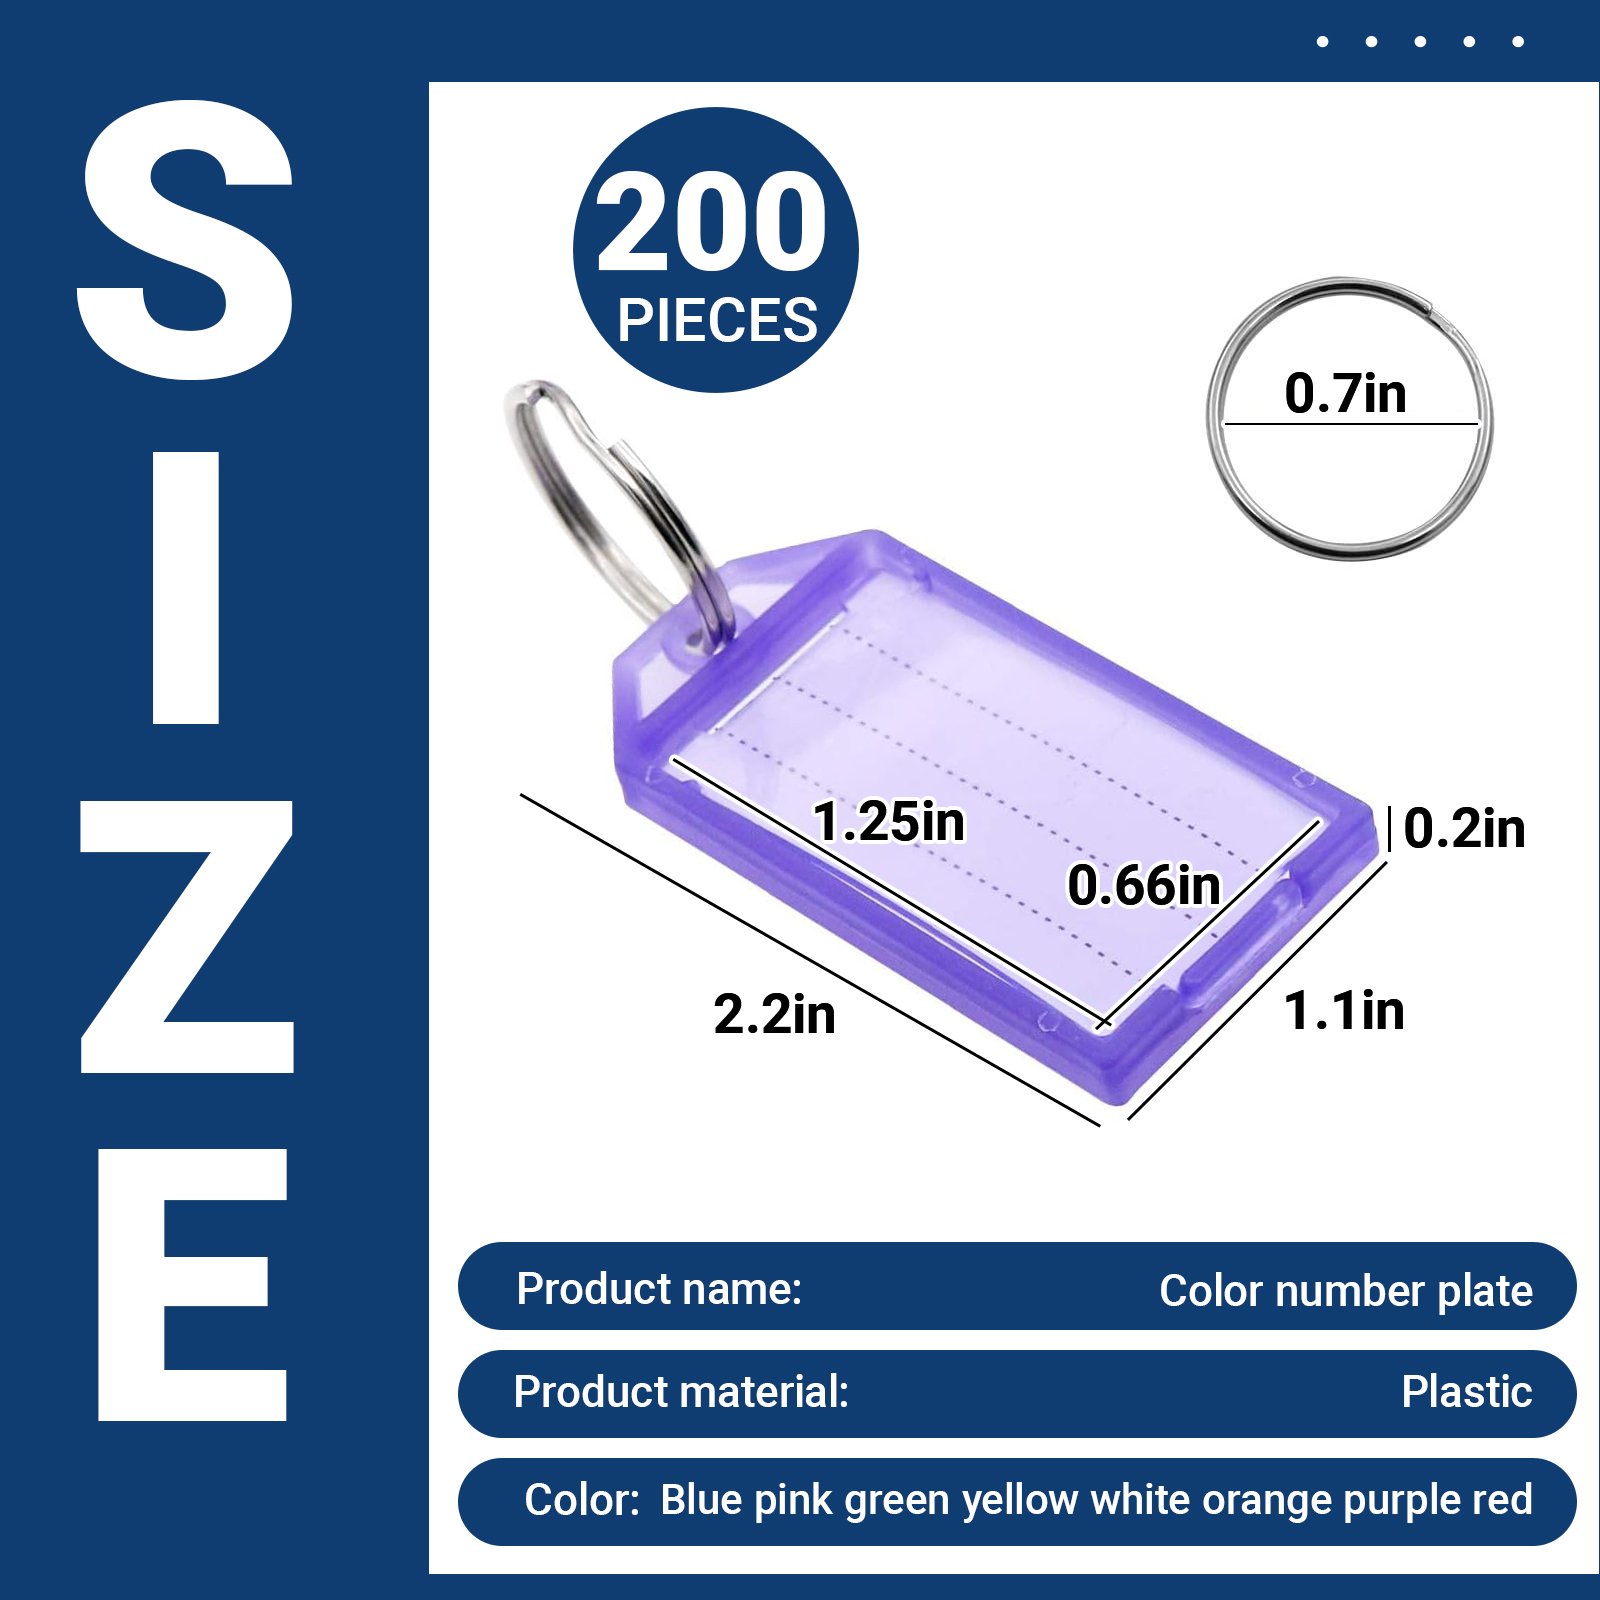 SIZE
200
PIECES
0.7in
1.25in
0.66in
0.2in
2.2in
1.1in
Product name: Color number plate
Product material: Plastic
Color: Blue pink green yellow white orange purple red